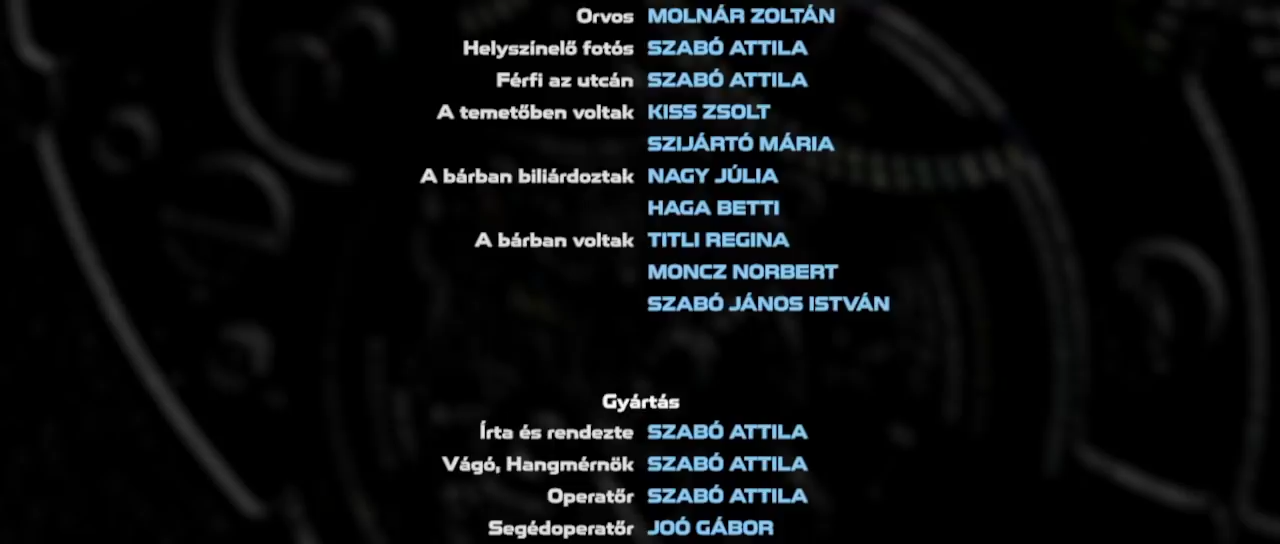 Orvos MOLNÁR ZOLTÁN
Helyszínelő fotós SZABÓ ATTILA
Férfi az utcán SZABÓ ATTILA
A temetőben voltak KISS ZSOLT
SZIJÁRTÓ MÁRIA
A bárban biliárdoztak NAGY JÚLIA
HAGA BETTI
A bárban voltak TITLI REGINA
MONCZ NORBERT
SZABÓ JÁNOS ISTVÁN
Gyártás
Írta és rendezte SZABÓ ATTILA
Vágó, Hangmérnök SZABÓ ATTILA
Operatőr SZABÓ ATTILA
Segédoperatőr JOÓ GÁBOR